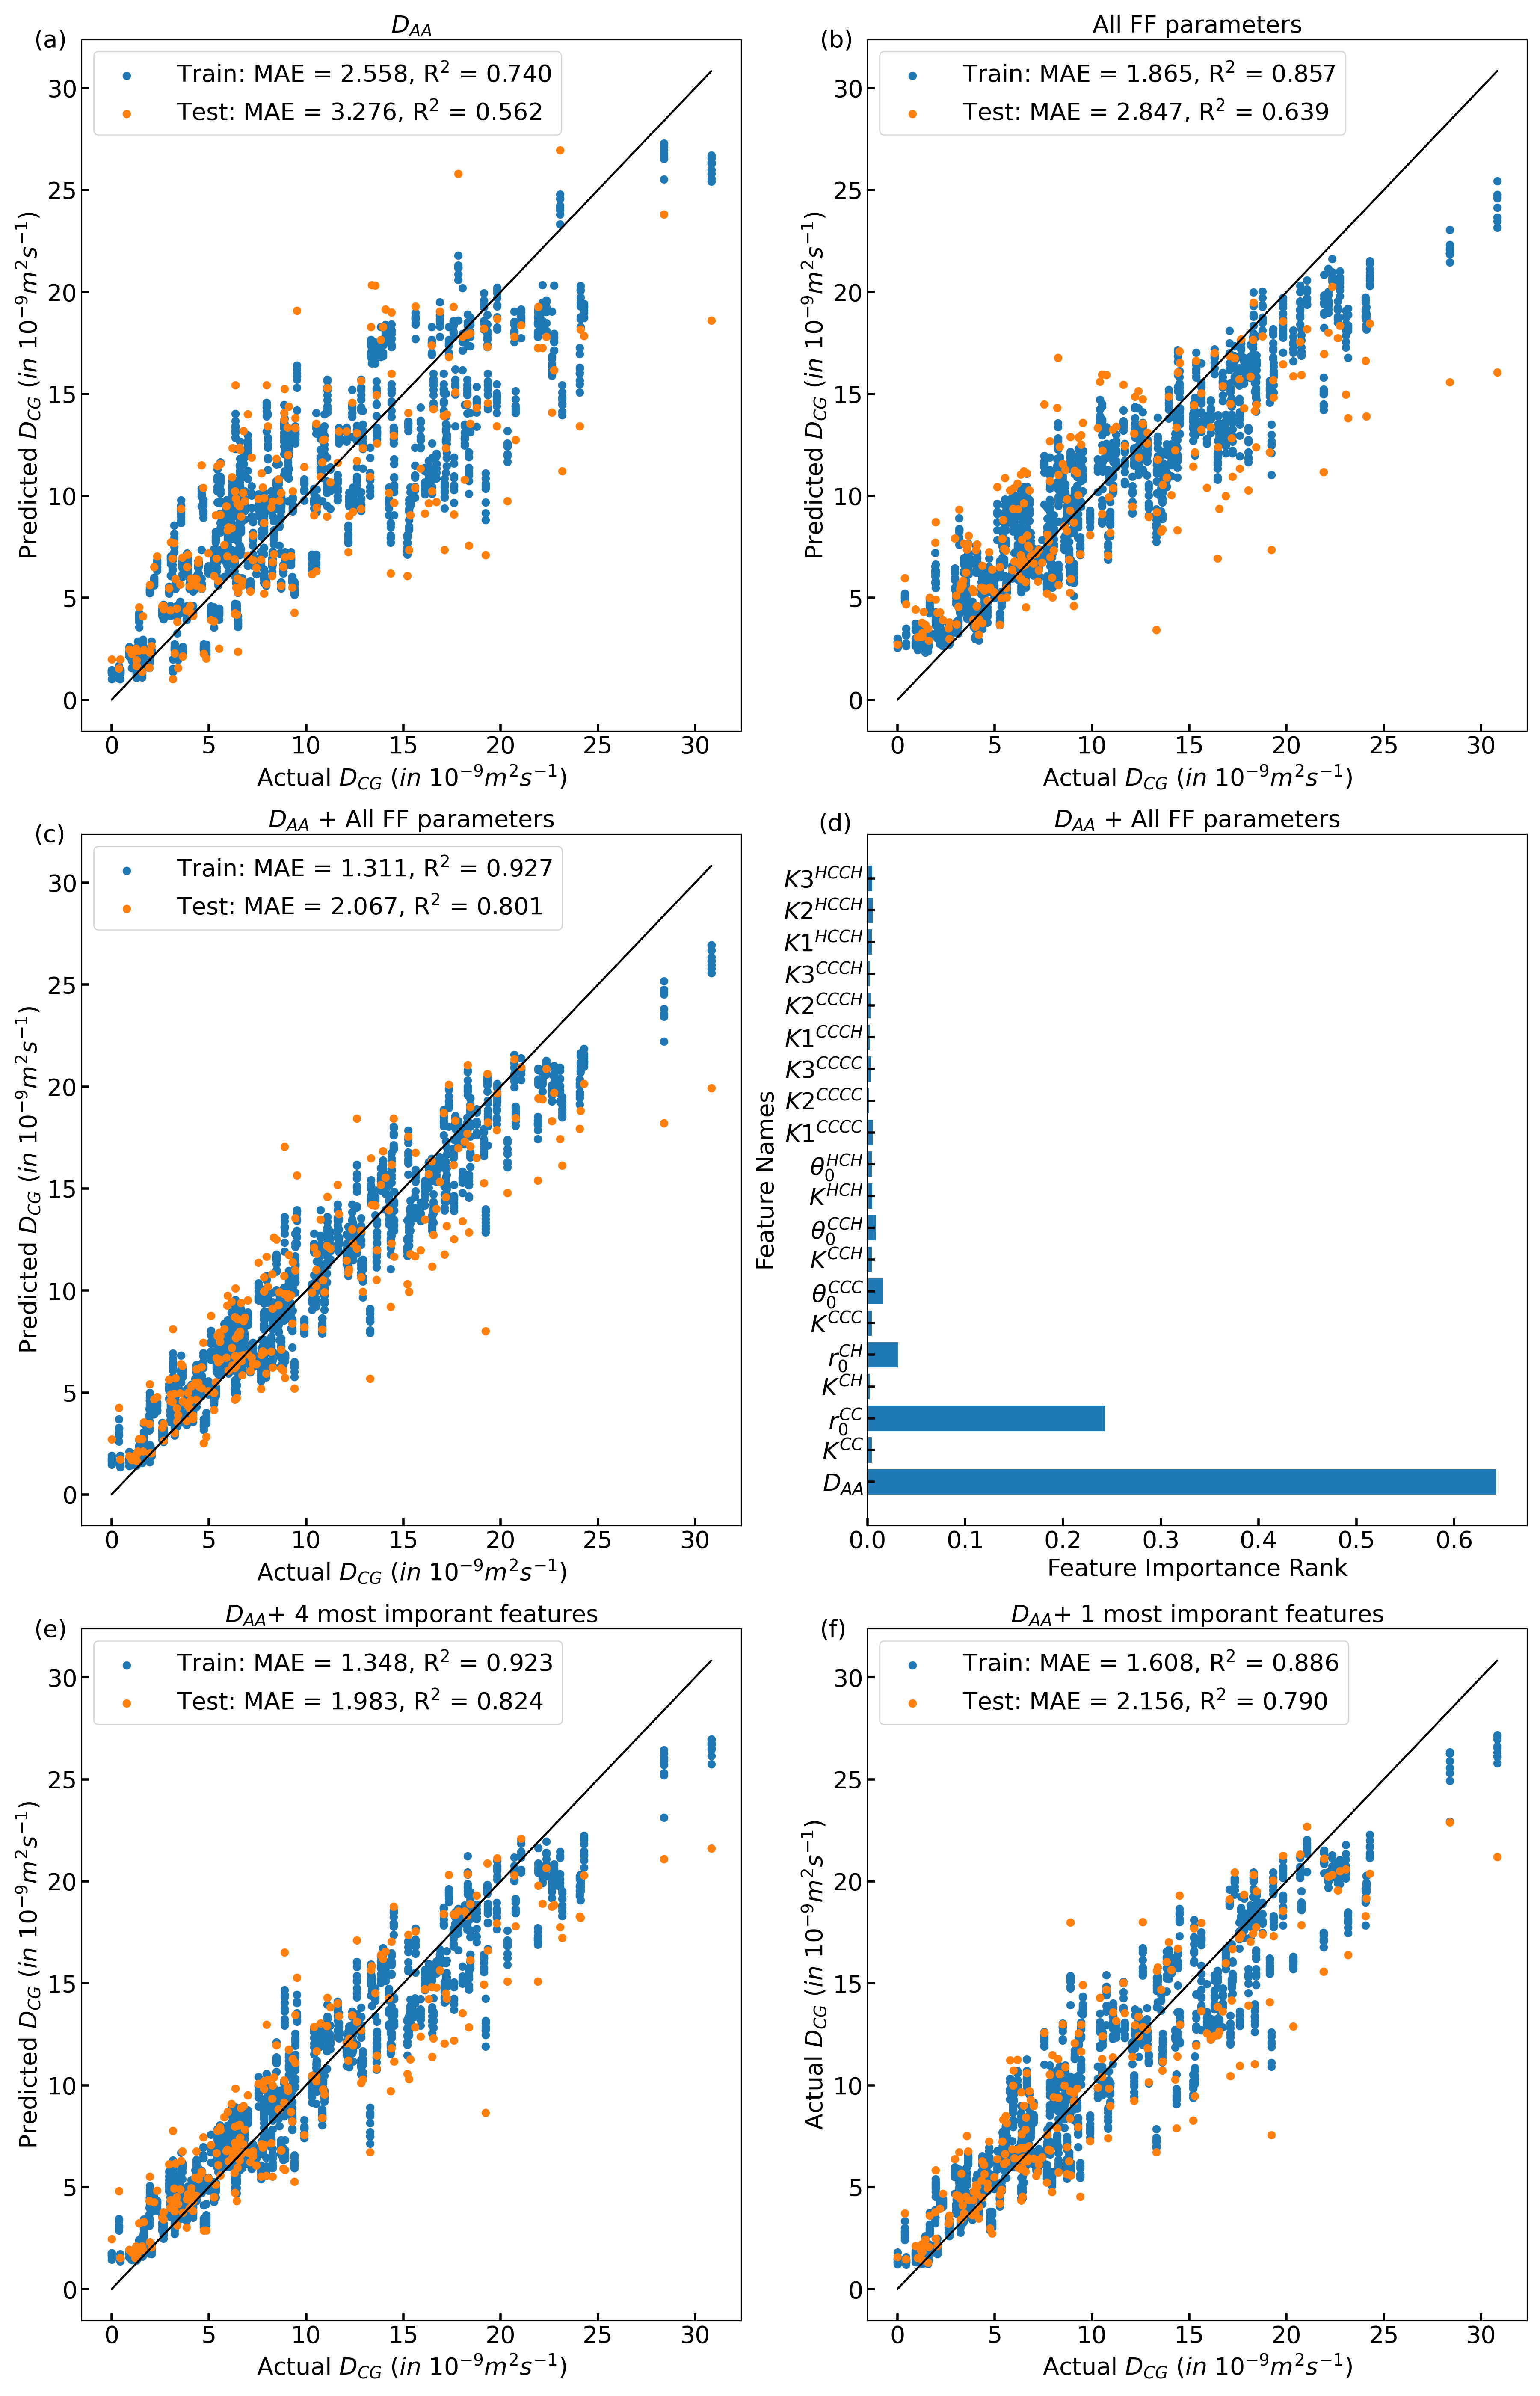 (a)
D_AA
Train: MAE = 2.558, R² = 0.740
Test: MAE = 3.276, R² = 0.562
Predicted D_CG (in 10⁻⁹m²s⁻¹)
30
25
20
15
10
5
0
0 5 10 15 20 25 30
Actual D_CG (in 10⁻⁹m²s⁻¹)
(b)
All FF parameters
Train: MAE = 1.865, R² = 0.857
Test: MAE = 2.847, R² = 0.639
Predicted D_CG (in 10⁻⁹m²s⁻¹)
30
25
20
15
10
5
0
0 5 10 15 20 25 30
Actual D_CG (in 10⁻⁹m²s⁻¹)
(c)
D_AA + All FF parameters
Train: MAE = 1.311, R² = 0.927
Test: MAE = 2.067, R² = 0.801
Predicted D_CG (in 10⁻⁹m²s⁻¹)
30
25
20
15
10
5
0
0 5 10 15 20 25 30
Actual D_CG (in 10⁻⁹m²s⁻¹)
(d)
D_AA + All FF parameters
Feature Names
K3^HCCH
K2^HCCH
K1^HCCH
K3^CCCH
K2^CCCH
K1^CCCH
K3^CCCC
K2^CCCC
K1^CCCC
θ_0^HCH
K^HCH
θ_0^CCH
K^CCH
θ_0^CCC
K^CCC
r_0^CH
K^CH
r_0^CC
K^CC
D_AA
0.0 0.1 0.2 0.3 0.4 0.5 0.6
Feature Importance Rank
(e)
D_AA+ 4 most imporant features
Train: MAE = 1.348, R² = 0.923
Test: MAE = 1.983, R² = 0.824
Predicted D_CG (in 10⁻⁹m²s⁻¹)
30
25
20
15
10
5
0
0 5 10 15 20 25 30
Actual D_CG (in 10⁻⁹m²s⁻¹)
(f)
D_AA+ 1 most imporant features
Train: MAE = 1.608, R² = 0.886
Test: MAE = 2.156, R² = 0.790
Actual D_CG (in 10⁻⁹m²s⁻¹)
30
25
20
15
10
5
0
0 5 10 15 20 25 30
Actual D_CG (in 10⁻⁹m²s⁻¹)